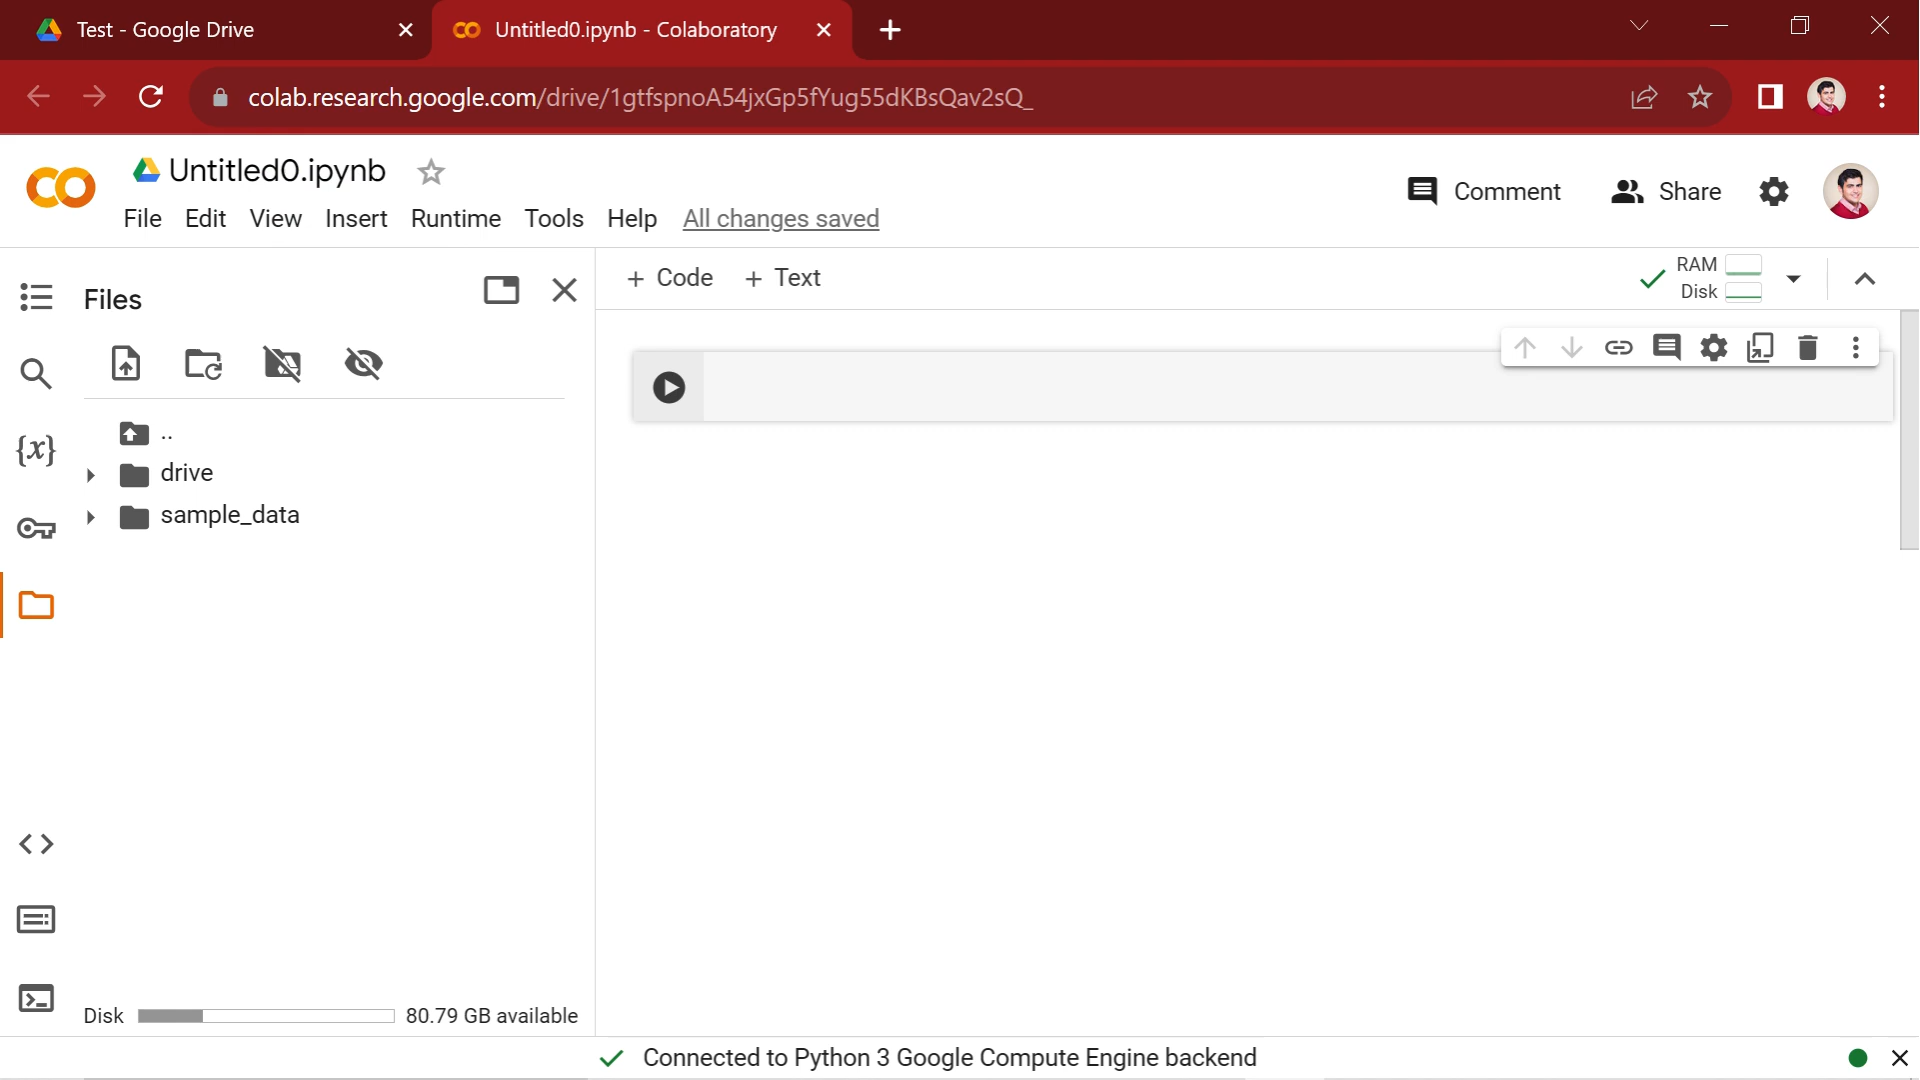 Test - Google Drive
Untitled0.ipynb - Colaboratory
colab.research.google.com/drive/1gtfspnoA54jxGp5fYug55dKBsQav2sQ_
CO Untitled0.ipynb
File Edit View Insert Runtime Tools Help All changes saved
Comment Share
Files
+ Code + Text
RAM
Disk
..
drive
{x}
sample_data
Disk 80.79 GB available
Connected to Python 3 Google Compute Engine backend